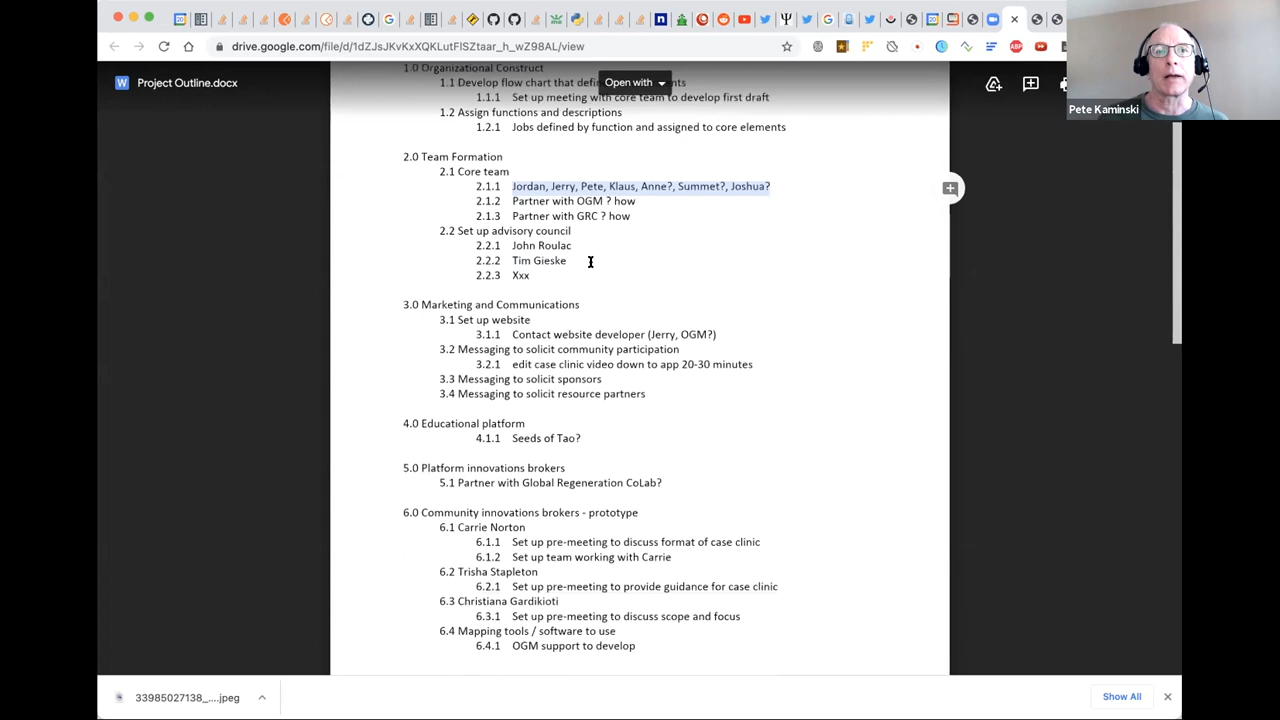 drive.google.com/file/d/1dZJsJKvKxXQKLutFlSZtaar_h_wZ98AL/view
Project Outline.docx
Open with
Pete Kaminski
1.0 Organizational Construct
1.1 Develop flow chart that
1.1.1 Set up meeting with core team to develop first draft
1.2 Assign functions and descriptions
1.2.1 Jobs defined by function and assigned to core elements
2.0 Team Formation
2.1 Core team
2.1.1 Jordan, Jerry, Pete, Klaus, Anne?, Summet?, Joshua?
2.1.2 Partner with OGM ? how
2.1.3 Partner with GRC ? how
2.2 Set up advisory council
2.2.1 John Roulac
2.2.2 Tim Gieske
2.2.3 Xxx
3.0 Marketing and Communications
3.1 Set up website
3.1.1 Contact website developer (Jerry, OGM?)
3.2 Messaging to solicit community participation
3.2.1 edit case clinic video down to app 20-30 minutes
3.3 Messaging to solicit sponsors
3.4 Messaging to solicit resource partners
4.0 Educational platform
4.1.1 Seeds of Tao?
5.0 Platform innovations brokers
5.1 Partner with Global Regeneration CoLab?
6.0 Community innovations brokers - prototype
6.1 Carrie Norton
6.1.1 Set up pre-meeting to discuss format of case clinic
6.1.2 Set up team working with Carrie
6.2 Trisha Stapleton
6.2.1 Set up pre-meeting to provide guidance for case clinic
6.3 Christiana Gardikioti
6.3.1 Set up pre-meeting to discuss scope and focus
6.4 Mapping tools / software to use
6.4.1 OGM support to develop
33985027138_....jpeg
Show All